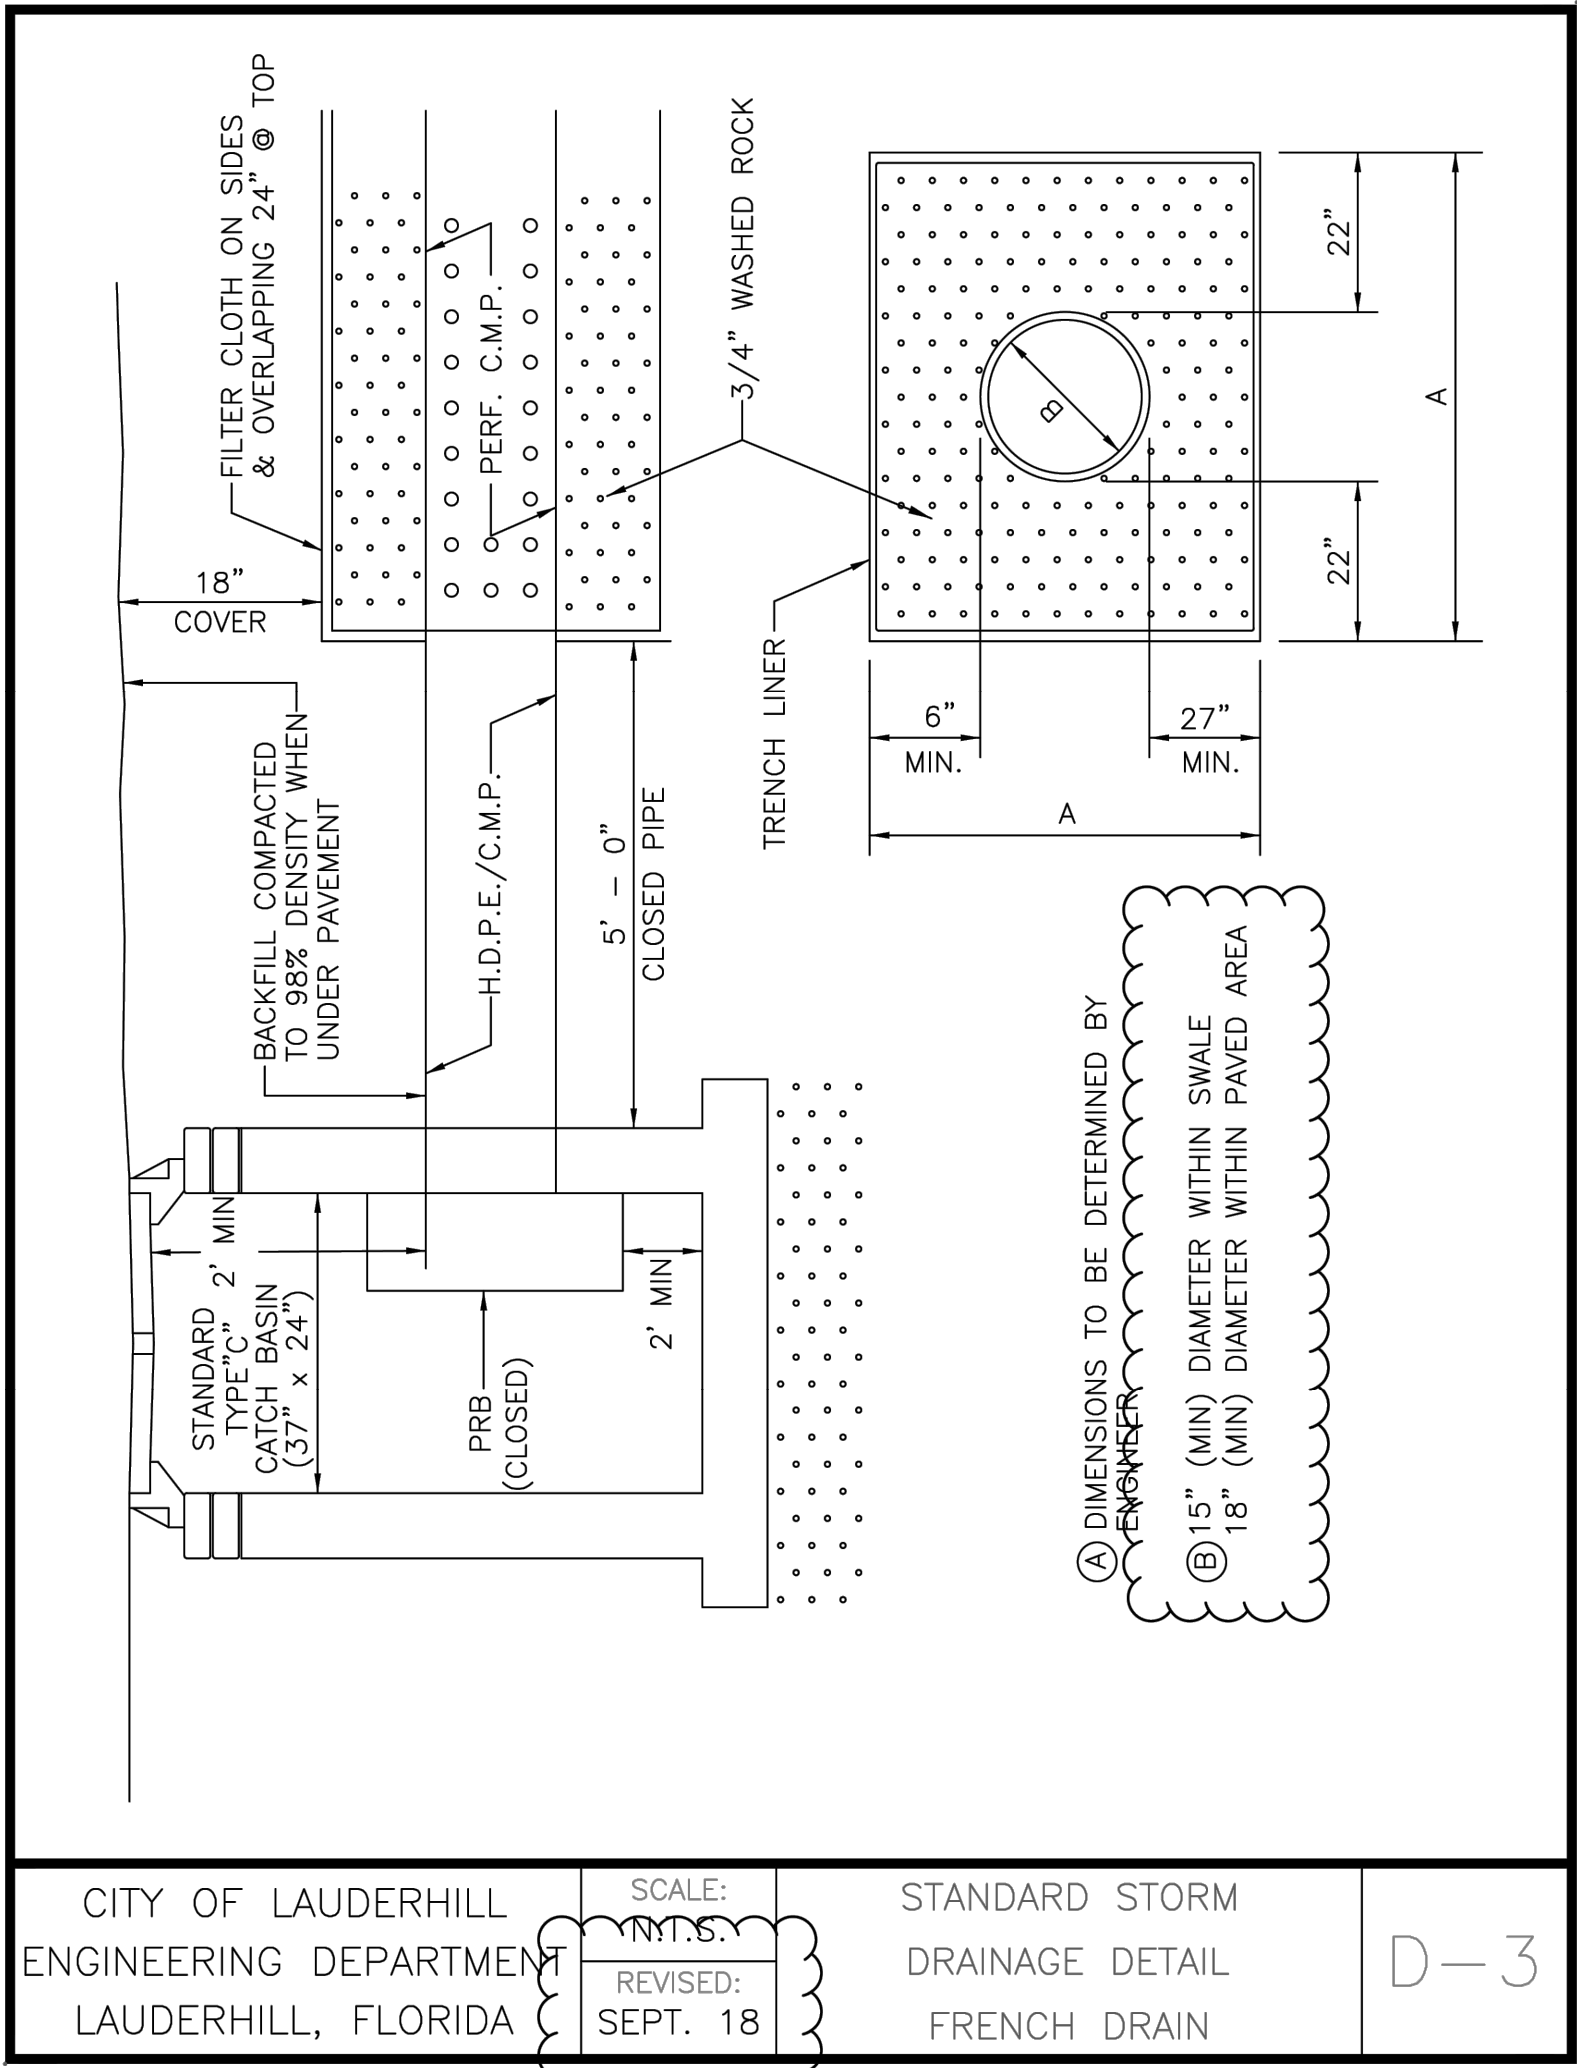 FILTER CLOTH ON SIDES
& OVERLAPPING 24" @ TOP
18"
COVER
PERF. C.M.P.
3/4" WASHED ROCK
BACKFILL COMPACTED
TO 98% DENSITY WHEN
UNDER PAVEMENT
H.D.P.E./C.M.P.
5' - 0"
CLOSED PIPE
STANDARD
TYPE"C"
CATCH BASIN
(37" x 24")
2' MIN
PRB
(CLOSED)
2' MIN
TRENCH LINER
B
22"
22"
A
6"
MIN.
27"
MIN.
A
A DIMENSIONS TO BE DETERMINED BY
ENGINEER
B 15" (MIN) DIAMETER WITHIN SWALE
18" (MIN) DIAMETER WITHIN PAVED AREA
CITY OF LAUDERHILL
ENGINEERING DEPARTMENT
LAUDERHILL, FLORIDA
SCALE:
N.T.S.
REVISED:
SEPT. 18
STANDARD STORM
DRAINAGE DETAIL
FRENCH DRAIN
D-3